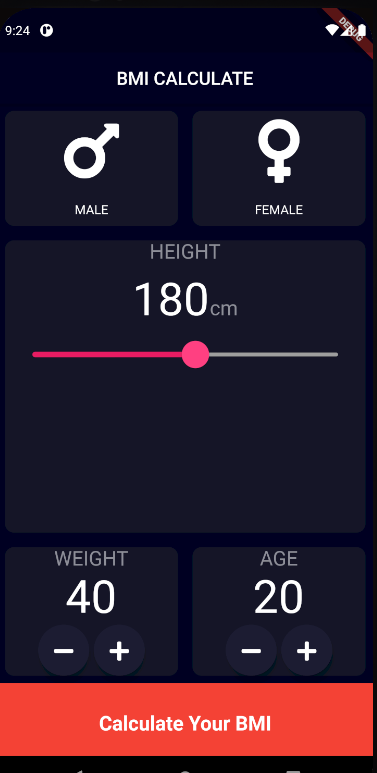 9:24
DEBUG
BMI CALCULATE
MALE
FEMALE
HEIGHT
180cm
WEIGHT
AGE
40
20
Calculate Your BMI